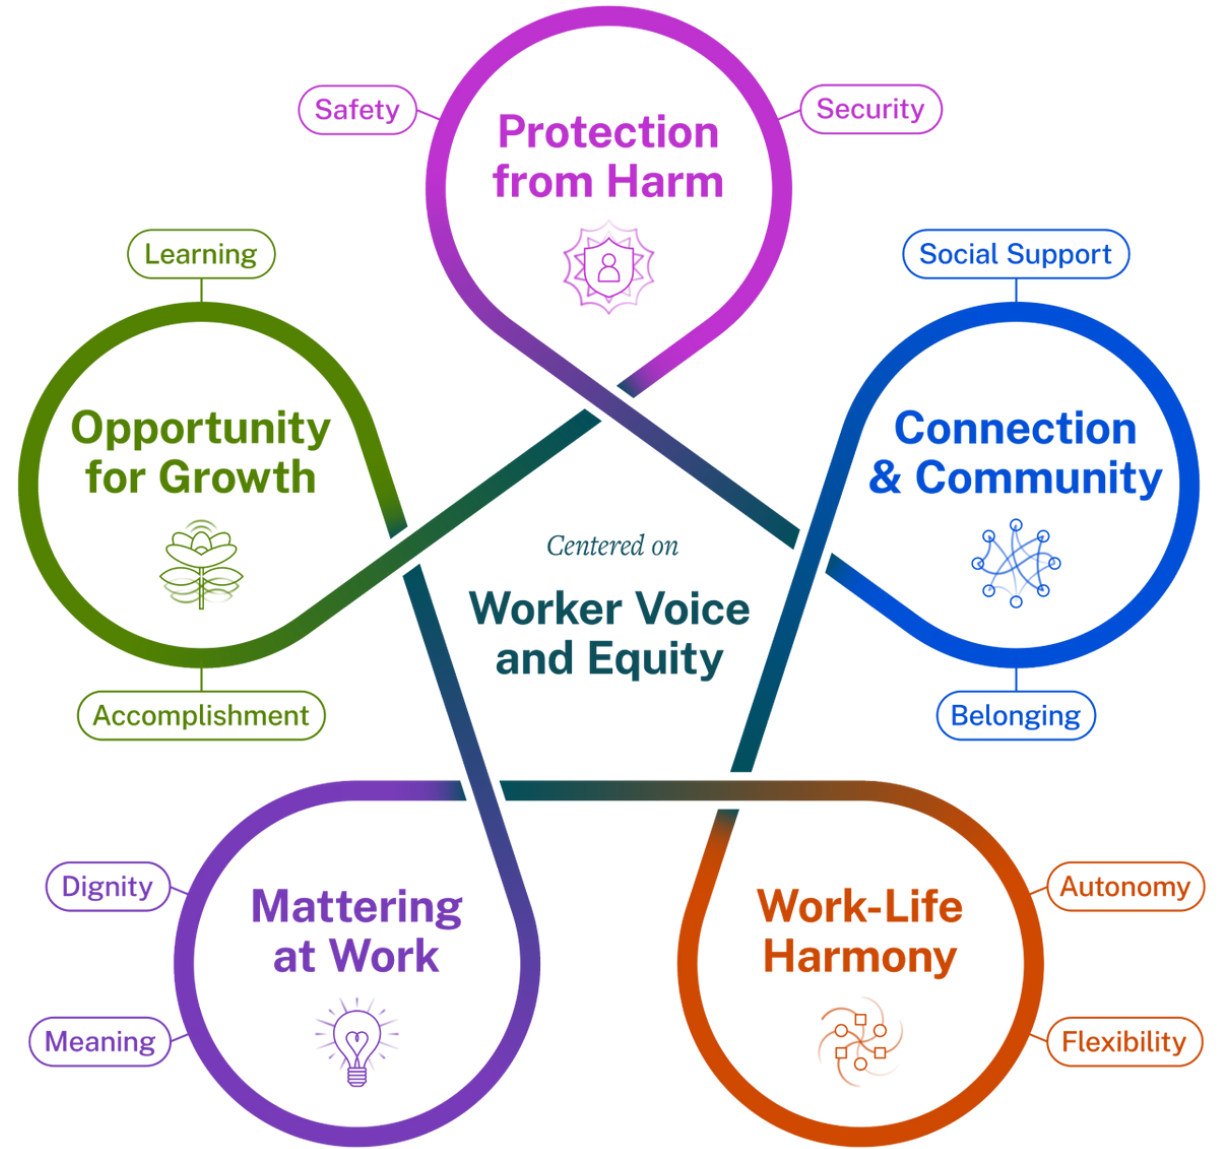 Safety
Protection
from Harm
Security
Learning
Opportunity
for Growth
Accomplishment
Social Support
Connection
& Community
Belonging
Centered on
Worker Voice
and Equity
Dignity
Mattering
at Work
Meaning
Work-Life
Harmony
Autonomy
Flexibility